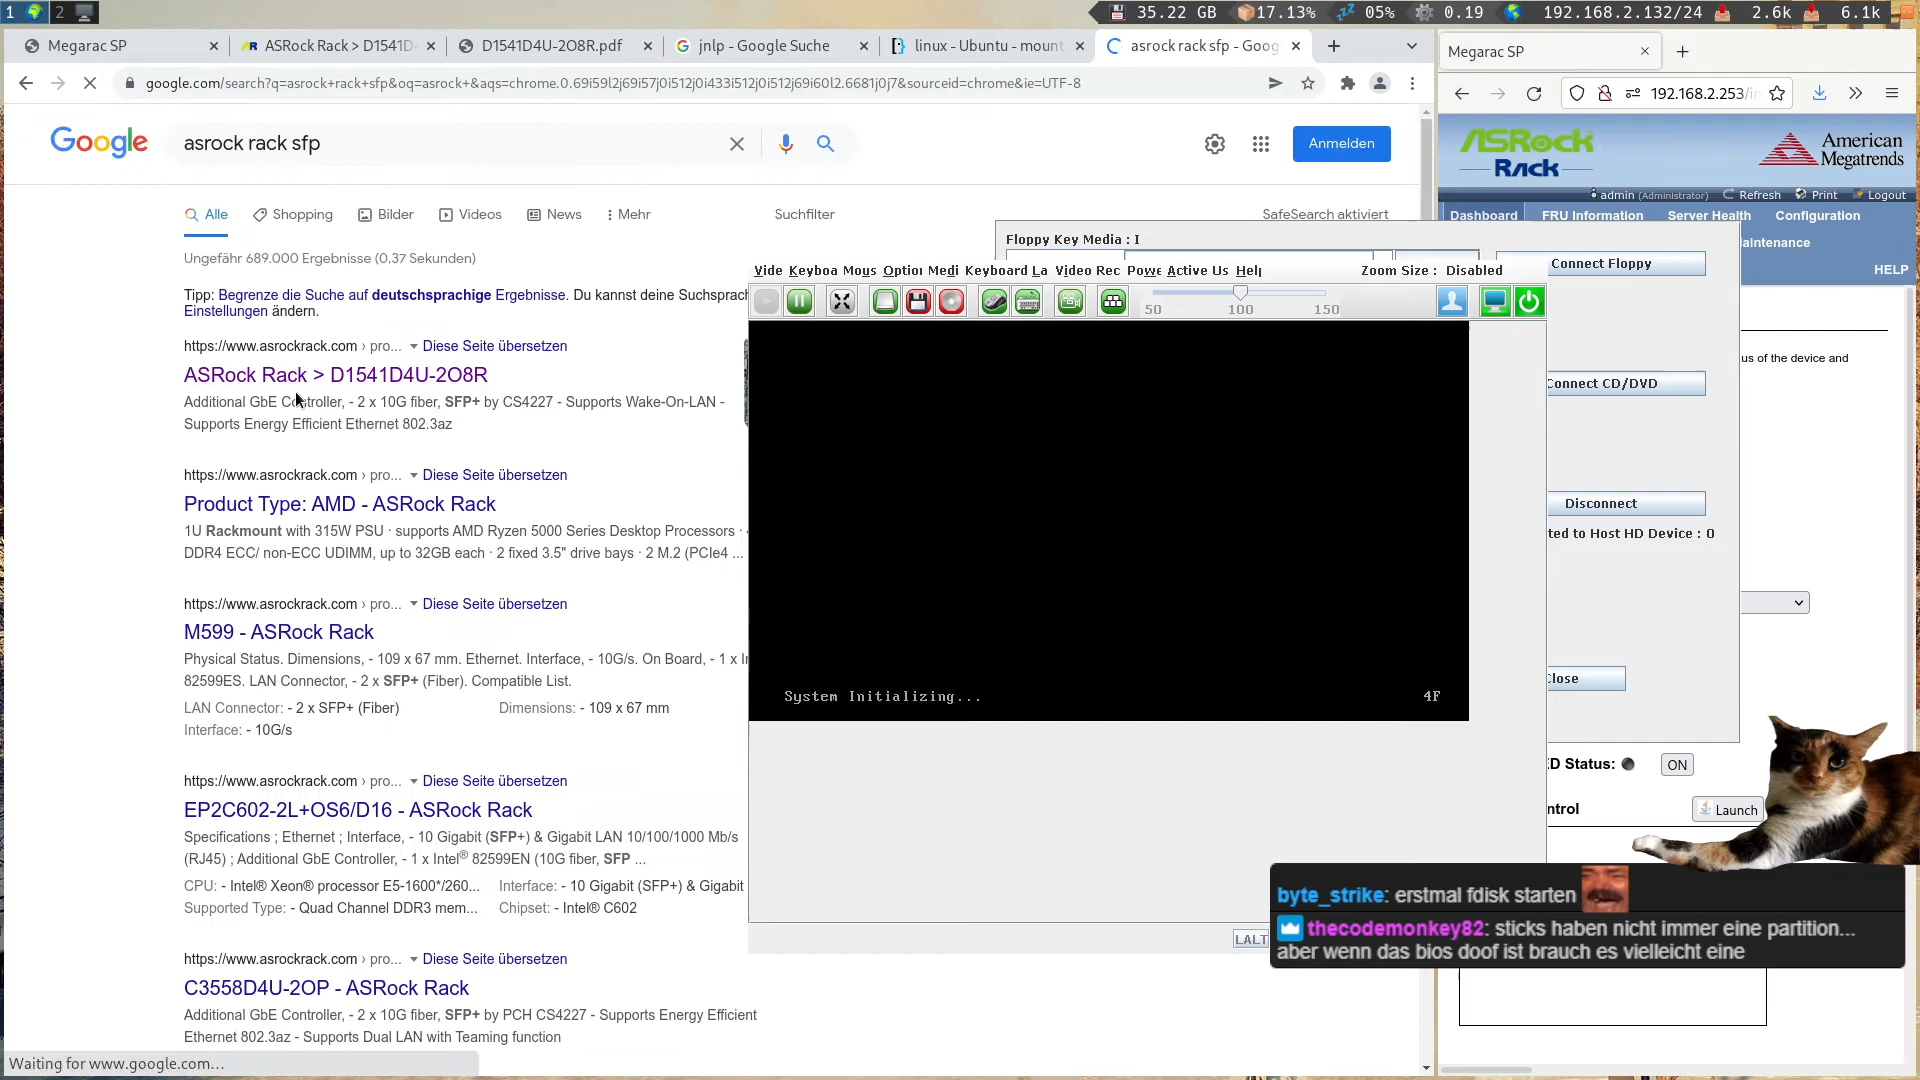 1
2
35.22 GB
17.13%
05%
0.19
192.168.2.132/24
2.6k
6.1k
Megarac SP
ASRock Rack > D1541D
D1541D4U-2O8R.pdf
jnlp - Google Suche
linux - Ubuntu - mount
asrock rack sfp - Goog
Megarac SP
google.com/search?q=asrock+rack+sfp&oq=asrock+&aqs=chrome.0.69i59l2j69i57j0i512j0i433i512j0i512j69i60l2.6681j0j7&sourceid=chrome&ie=UTF-8
192.168.2.253/
Google
asrock rack sfp
Anmelden
ASRock
RACK
American
Megatrends
admin (Administrator)
Refresh
Print
Logout
Alle
Shopping
Bilder
Videos
News
Mehr
Suchfilter
SafeSearch aktiviert
Dashboard
FRU Information
Server Health
Configuration
aintenance
HELP
Ungefähr 689.000 Ergebnisse (0,37 Sekunden)
Tipp: Begrenze die Suche auf deutschsprachige Ergebnisse. Du kannst deine Suchsprach
Einstellungen ändern.
https://www.asrockrack.com › pro...
Diese Seite übersetzen
ASRock Rack > D1541D4U-2O8R
Additional GbE Controller, - 2 x 10G fiber, SFP+ by CS4227 - Supports Wake-On-LAN -
Supports Energy Efficient Ethernet 802.3az
https://www.asrockrack.com › pro...
Diese Seite übersetzen
Product Type: AMD - ASRock Rack
1U Rackmount with 315W PSU · supports AMD Ryzen 5000 Series Desktop Processors ·
DDR4 ECC/ non-ECC UDIMM, up to 32GB each · 2 fixed 3.5" drive bays · 2 M.2 (PCIe4 ...
https://www.asrockrack.com › pro...
Diese Seite übersetzen
M599 - ASRock Rack
Physical Status. Dimensions, - 109 x 67 mm. Ethernet. Interface, - 10G/s. On Board, - 1 x I
82599ES. LAN Connector, - 2 x SFP+ (Fiber). Compatible List.
LAN Connector: - 2 x SFP+ (Fiber)
Dimensions: - 109 x 67 mm
Interface: - 10G/s
https://www.asrockrack.com › pro...
Diese Seite übersetzen
EP2C602-2L+OS6/D16 - ASRock Rack
Specifications ; Ethernet ; Interface, - 10 Gigabit (SFP+) & Gigabit LAN 10/100/1000 Mb/s
(RJ45) ; Additional GbE Controller, - 1 x Intel® 82599EN (10G fiber, SFP ...
CPU: - Intel® Xeon® processor E5-1600*/260...
Interface: - 10 Gigabit (SFP+) & Gigabit
Supported Type: - Quad Channel DDR3 mem...
Chipset: - Intel® C602
https://www.asrockrack.com › pro...
Diese Seite übersetzen
C3558D4U-2OP - ASRock Rack
Additional GbE Controller, - 2 x 10G fiber, SFP+ by PCH CS4227 - Supports Energy Efficient
Ethernet 802.3az - Supports Dual LAN with Teaming function
Waiting for www.google.com...
Floppy Key Media : I
Connect Floppy
Vide Keyboa Mous Option Medi Keyboard La Video Rec Powe Active Us Help
Zoom Size : Disabled
50
100
150
System Initializing...
4F
LALT
Connect CD/DVD
Disconnect
ted to Host HD Device : 0
Close
us of the device and
ED Status:
ON
ntrol
Launch
byte_strike: erstmal fdisk starten
thecodemonkey82: sticks haben nicht immer eine partition...
aber wenn das bios doof ist brauch es vielleicht eine